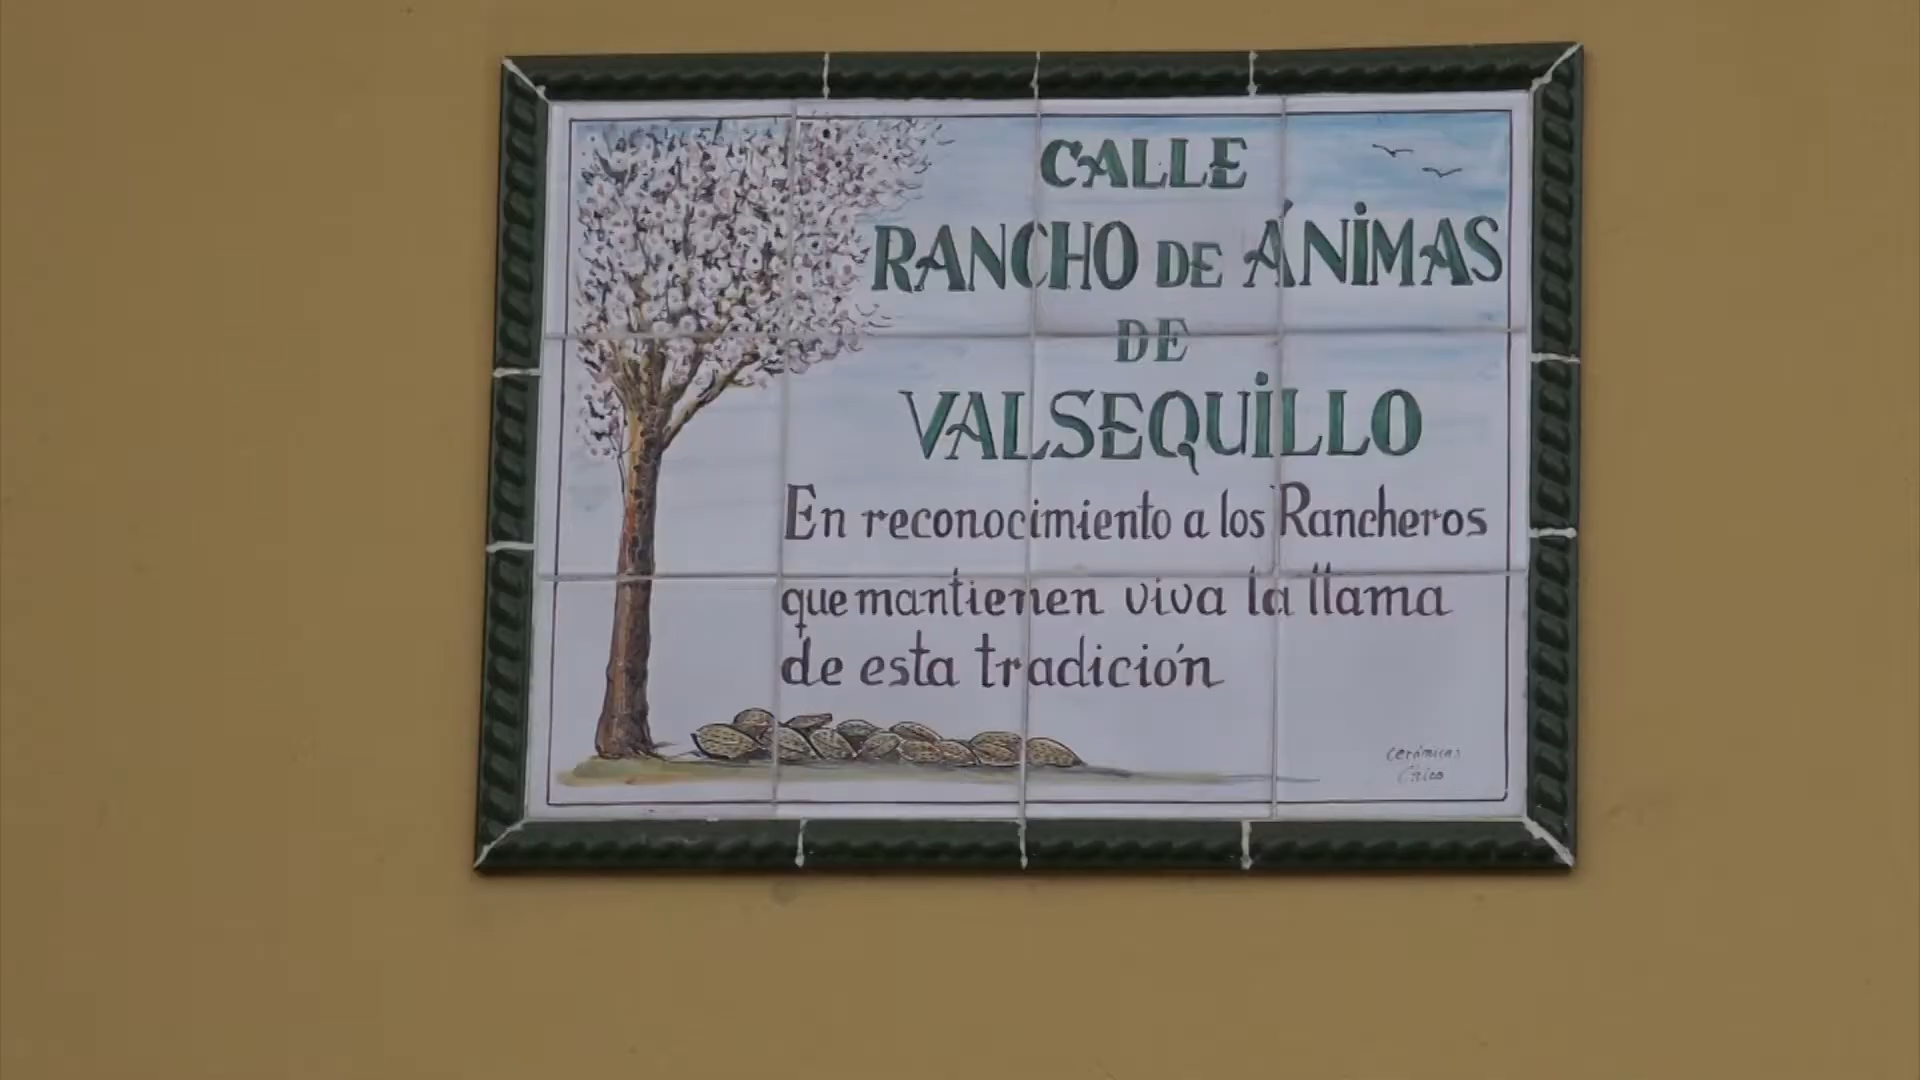 CALLE
RANCHO DE ÁNIMAS
DE
VALSEQUILLO
En reconocimiento a los Rancheros
que mantienen viva la llama
de esta tradición
Cerámicas